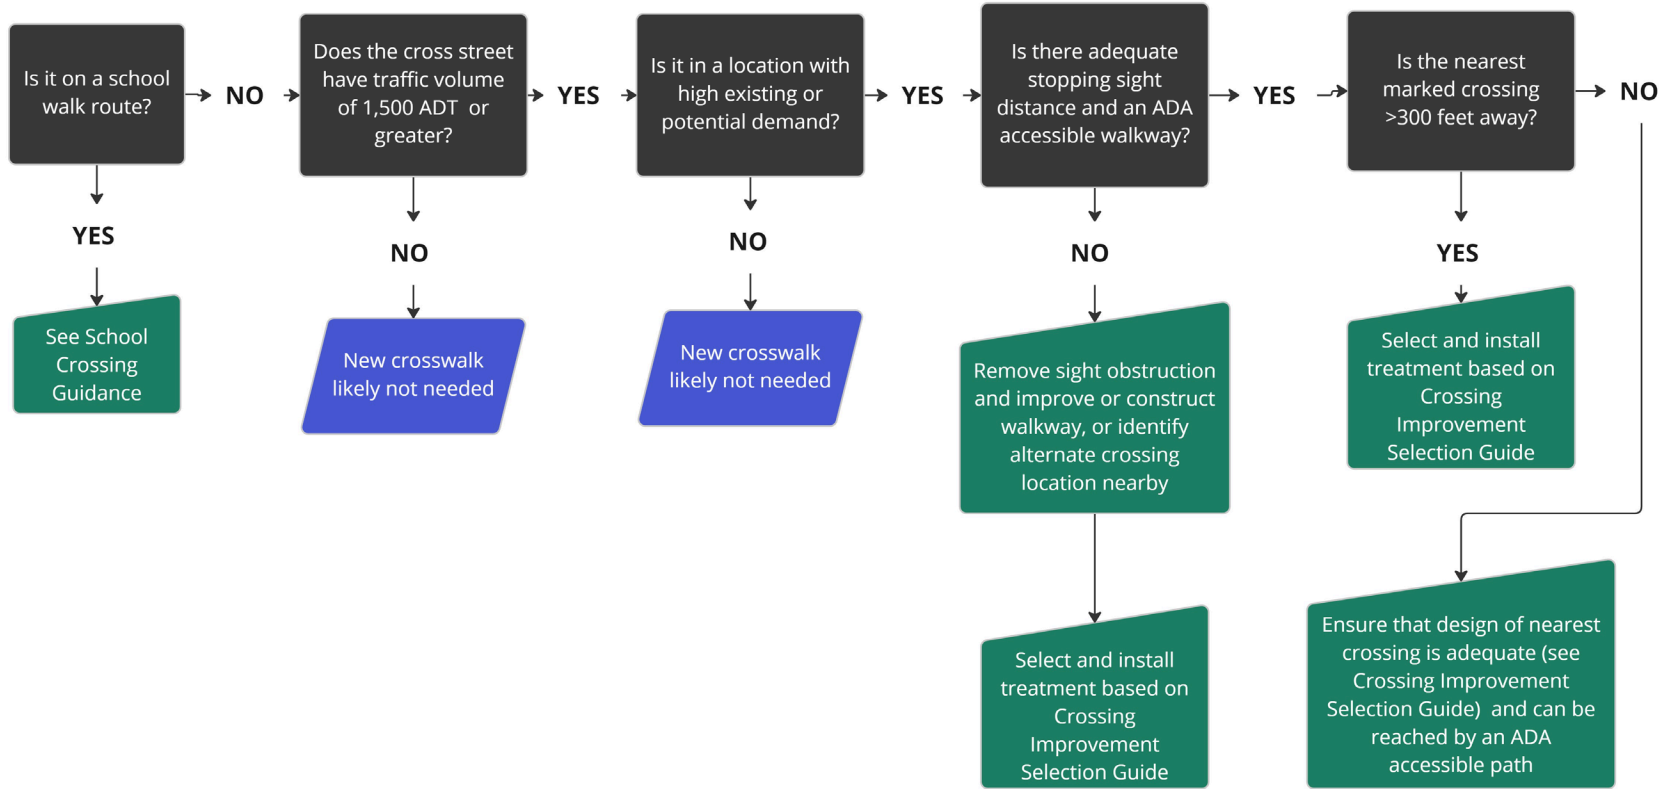 Is it on a school
walk route?
NO
Does the cross street
have traffic volume
of 1,500 ADT or
greater?
YES
Is it in a location with
high existing or
potential demand?
YES
Is there adequate
stopping sight
distance and an ADA
accessible walkway?
YES
Is the nearest
marked crossing
>300 feet away?
NO
YES
NO
NO
NO
YES
See School
Crossing
Guidance
New crosswalk
likely not needed
New crosswalk
likely not needed
Remove sight obstruction
and improve or construct
walkway, or identify
alternate crossing
location nearby
Select and install
treatment based on
Crossing
Improvement
Selection Guide
Select and install
treatment based on
Crossing
Improvement
Selection Guide
Ensure that design of nearest
crossing is adequate (see
Crossing Improvement
Selection Guide) and can be
reached by an ADA
accessible path